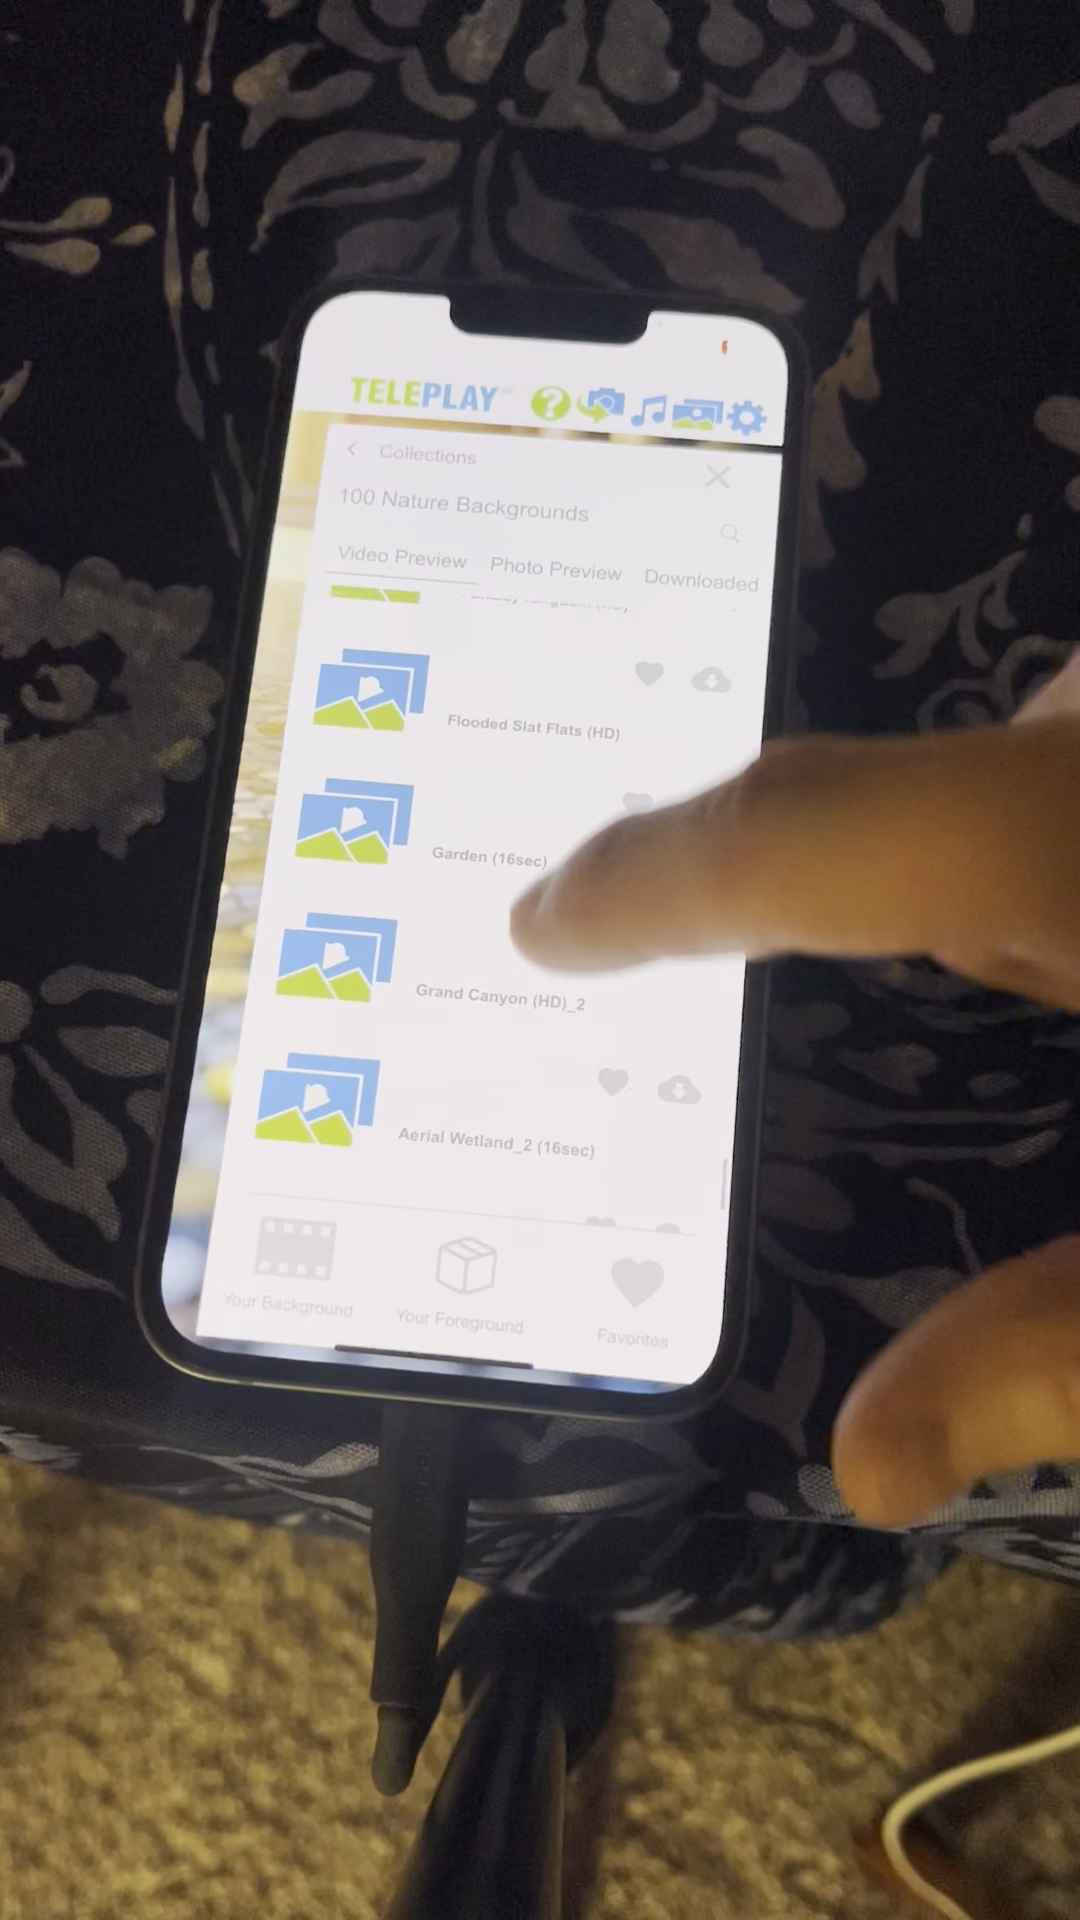 TELEPLAY
Collections
100 Nature Backgrounds
Video Preview Photo Preview Downloaded
Flooded Slat Flats (HD)
Garden (16sec)
Grand Canyon (HD)_2
Aerial Wetland_2 (16sec)
Your Background Your Foreground Favorites